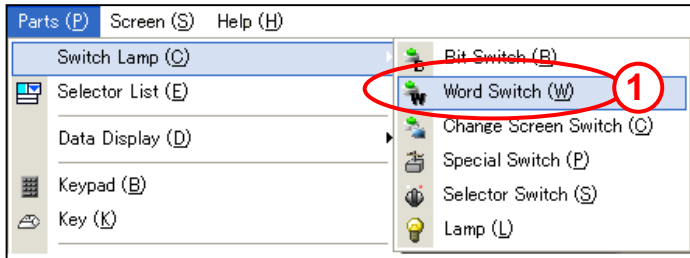 Parts (P) Screen (S) Help (H)
Switch Lamp (C)
Selector List (E)
Data Display (D)
Keypad (B)
Key (K)
Bit Switch (B)
Word Switch (W)
1
Change Screen Switch (C)
Special Switch (P)
Selector Switch (S)
Lamp (L)